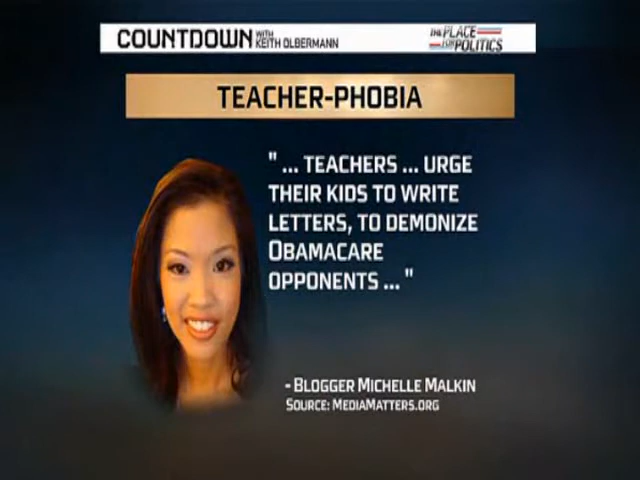 COUNTDOWN WITH KEITH OLBERMANN
THE PLACE FOR POLITICS
TEACHER-PHOBIA
" ... TEACHERS ... URGE
THEIR KIDS TO WRITE
LETTERS, TO DEMONIZE
OBAMACARE
OPPONENTS ... "
- BLOGGER MICHELLE MALKIN
SOURCE: MEDIAMATTERS.ORG